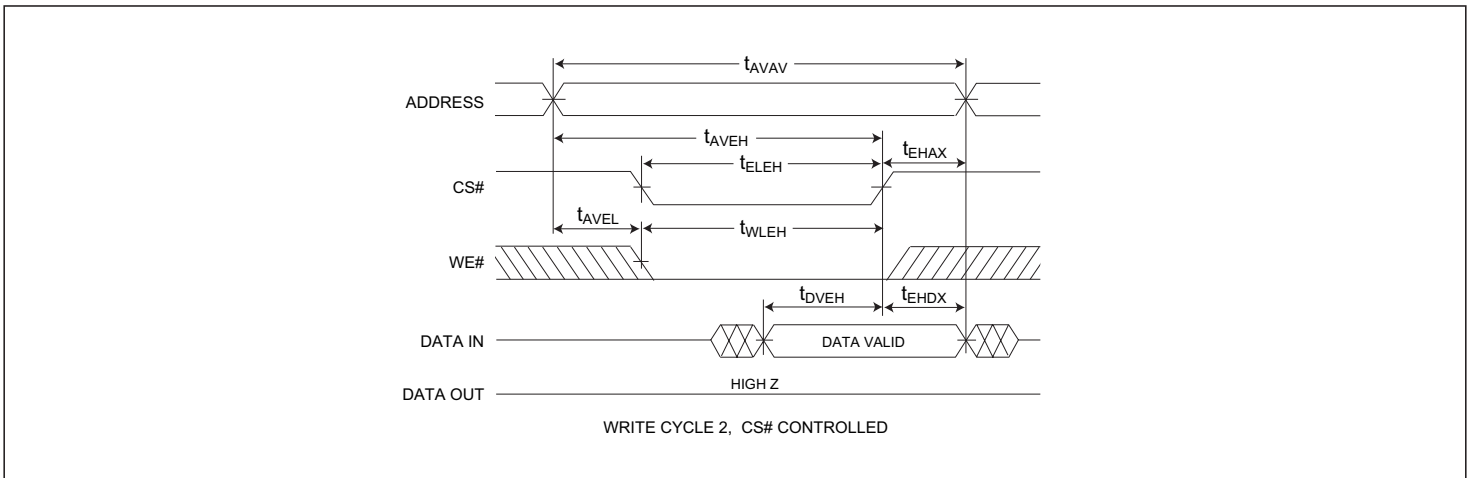 tAVAV
ADDRESS
tAVEH
tELEH
tEHAX
CS#
tAVEL
tWLEH
WE#
tDVEH
tEHDX
DATA IN
DATA VALID
HIGH Z
DATA OUT
WRITE CYCLE 2, CS# CONTROLLED